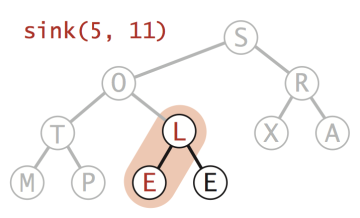 sink(5, 11)
S
O R
T L X A
M P E E